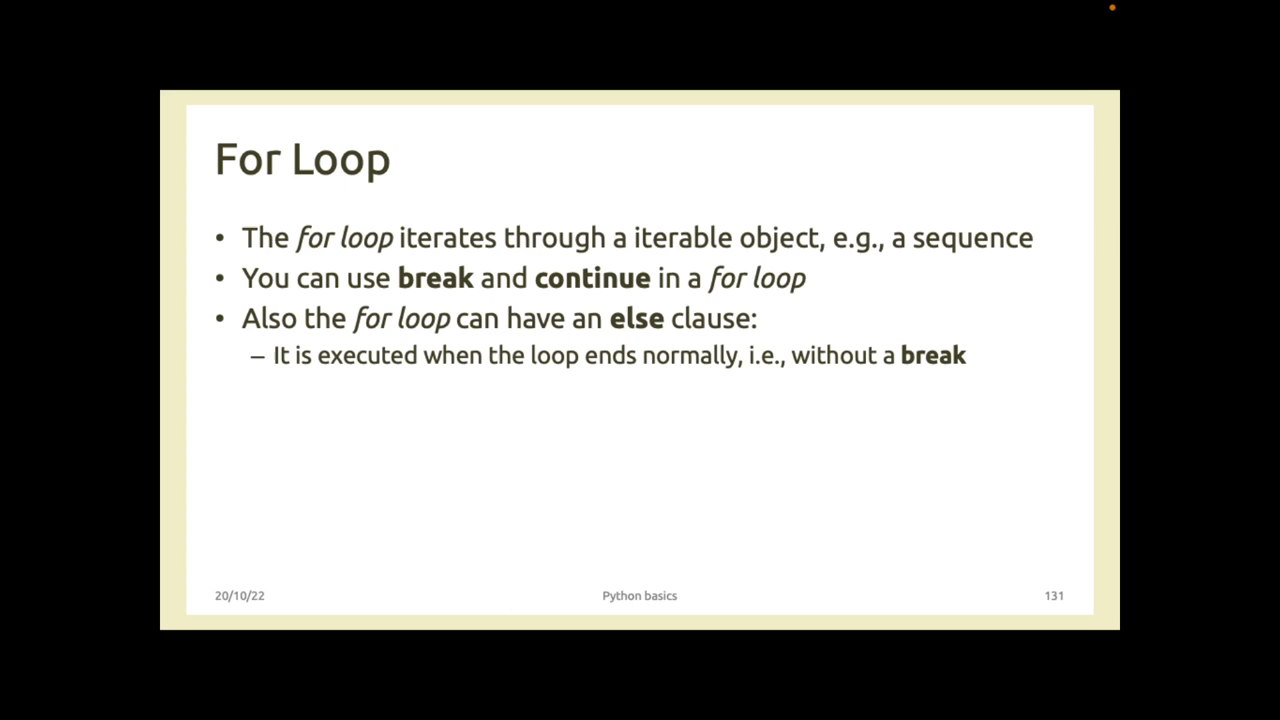 For Loop
• The for loop iterates through a iterable object, e.g., a sequence
• You can use break and continue in a for loop
• Also the for loop can have an else clause:
– It is executed when the loop ends normally, i.e., without a break
20/10/22 Python basics 131